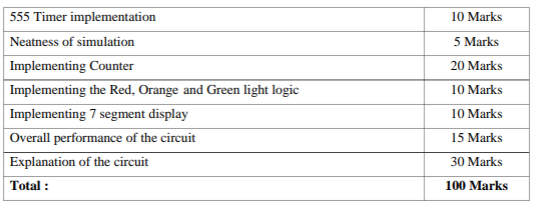 555 Timer implementation 10 Marks
Neatness of simulation 5 Marks
Implementing Counter 20 Marks
Implementing the Red, Orange and Green light logic 10 Marks
Implementing 7 segment display 10 Marks
Overall performance of the circuit 15 Marks
Explanation of the circuit 30 Marks
Total : 100 Marks